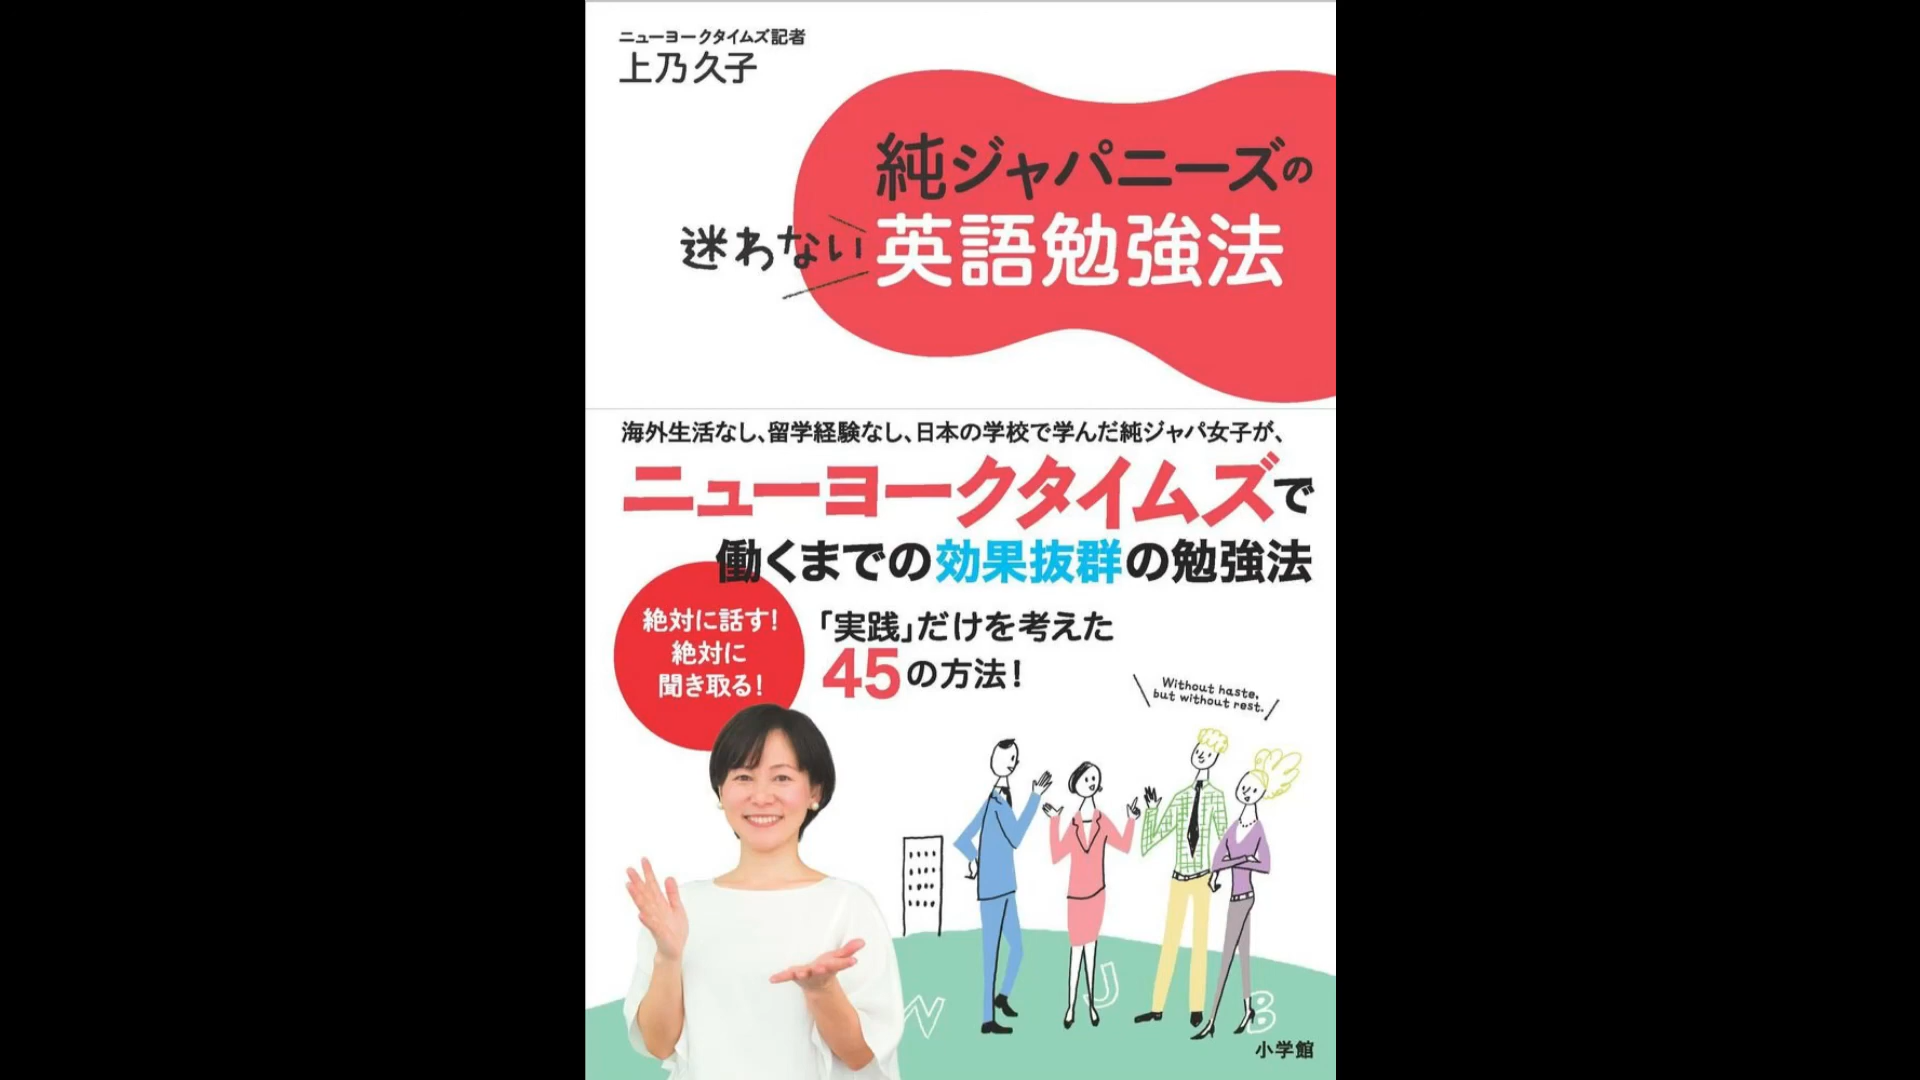 ニューヨークタイムズ記者
上乃久子
純ジャパニーズの
迷わない英語勉強法
海外生活なし、留学経験なし、日本の学校で学んだ純ジャパ女子が、
ニューヨークタイムズで
働くまでの効果抜群の勉強法
絶対に話す!
絶対に
聞き取る!
「実践」だけを考えた
45の方法!
Without haste,
but without rest.
N
J
B
小学館